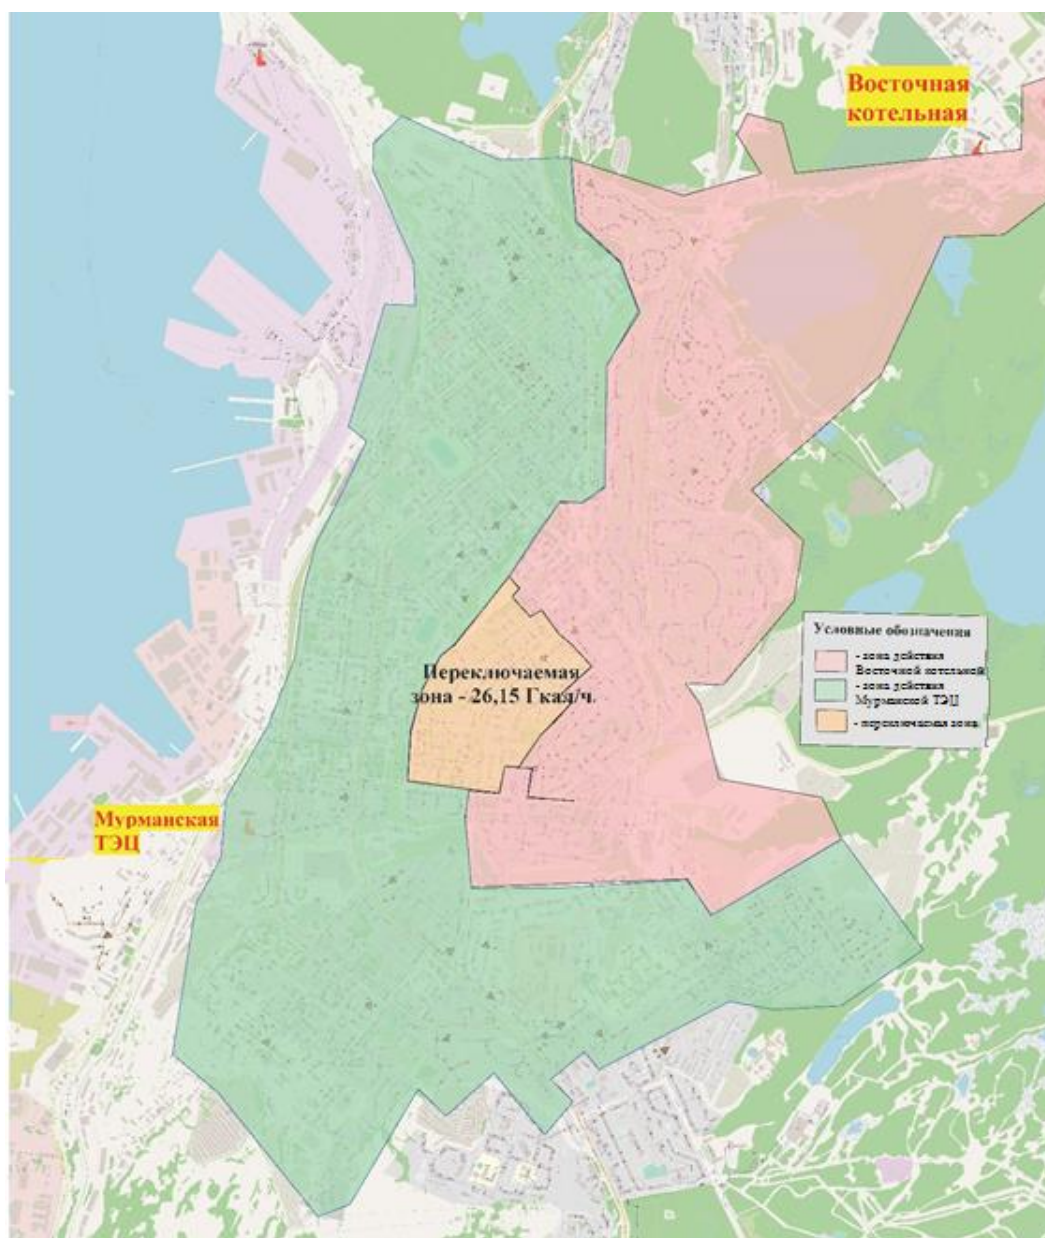 Восточная
котельная
Переключаемая
зона - 26,15 Гкал/ч.
Условные обозначения
- зона действия
Восточной котельной
- зона действия
Мурманской ТЭЦ
- переключаемая зона
Мурманская
ТЭЦ